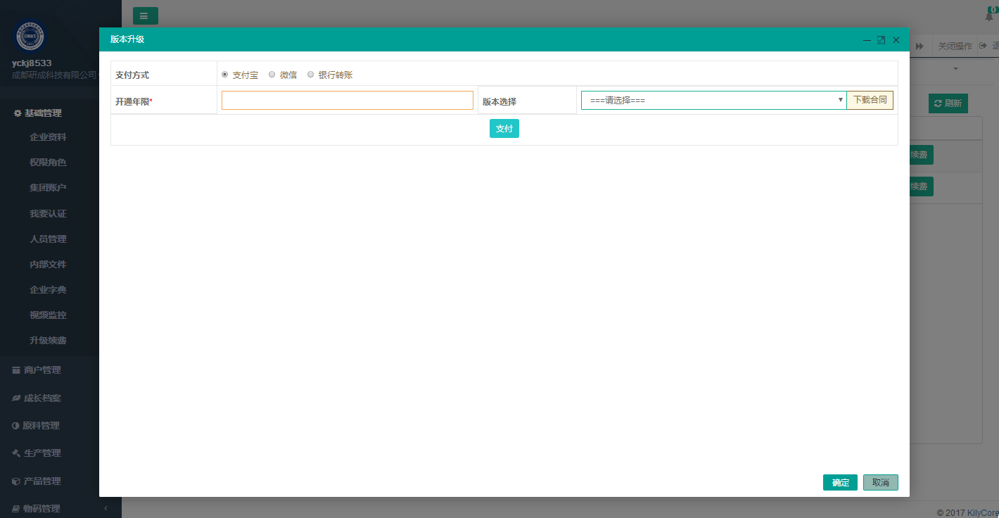 0
版本升级
yckj8533
成都研成科技有限公司
关闭操作
支付方式 支付宝 微信 银行转账
开通年限* 版本选择 ===请选择=== 下载合同
刷新
支付
基础管理
企业资料
权限角色
续费
集团账户
续费
我要认证
人员管理
内部文件
企业字典
视频监控
升级续费
商户管理
成长档案
原料管理
生产管理
产品管理
确定 取消
物码管理
© 2017 KilyCore